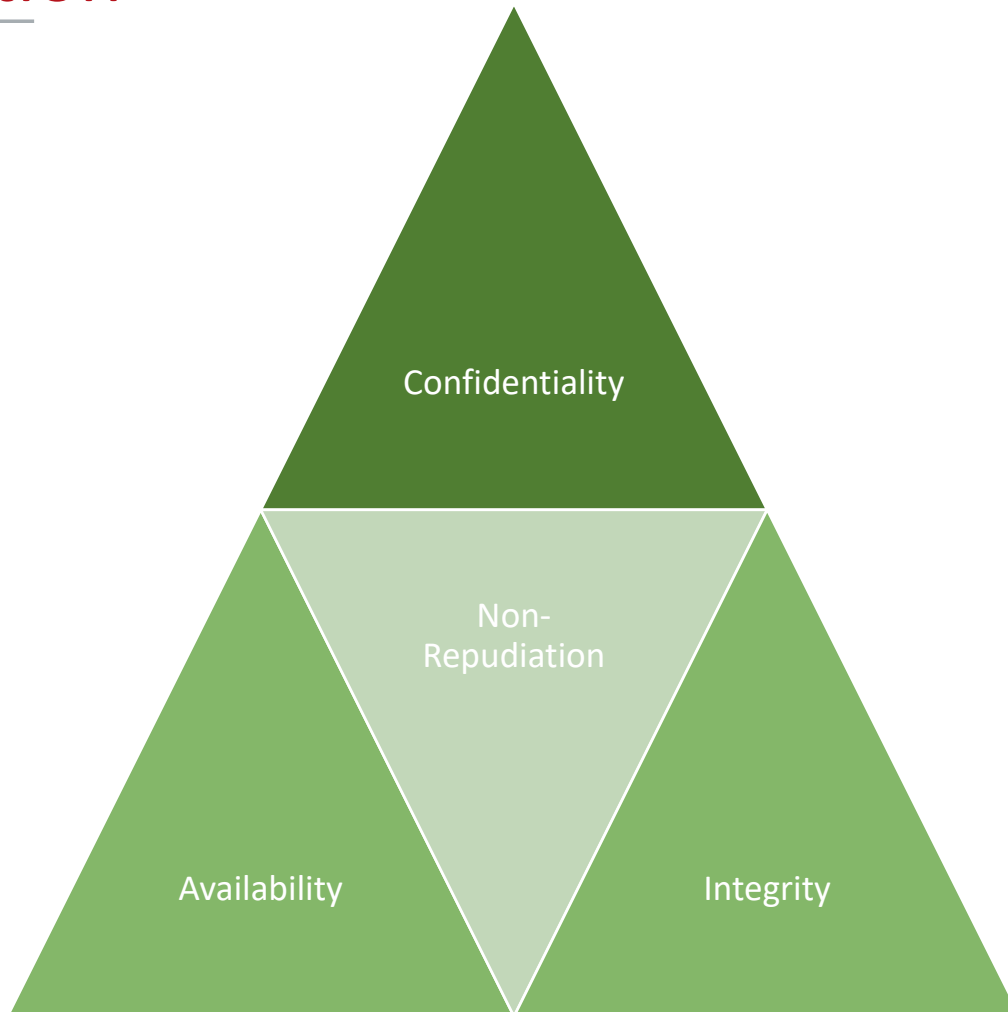 Confidentiality
Non-
Repudiation
Availability
Integrity